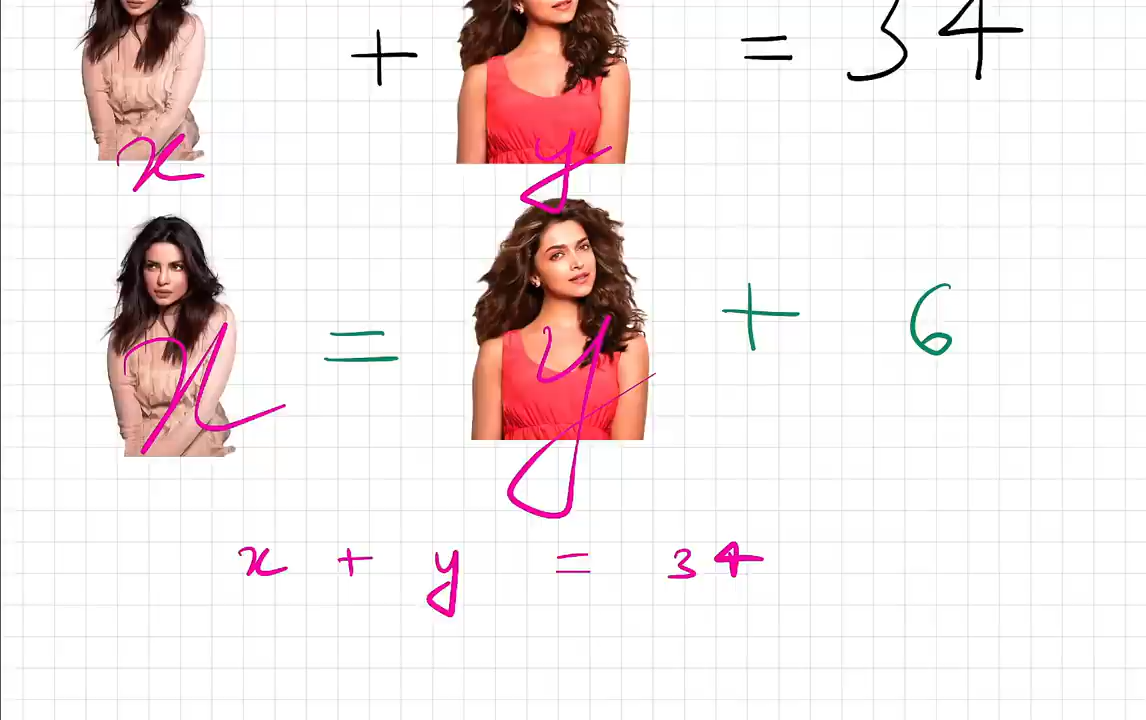 + = 34
x y
x = y + 6
x + y = 34